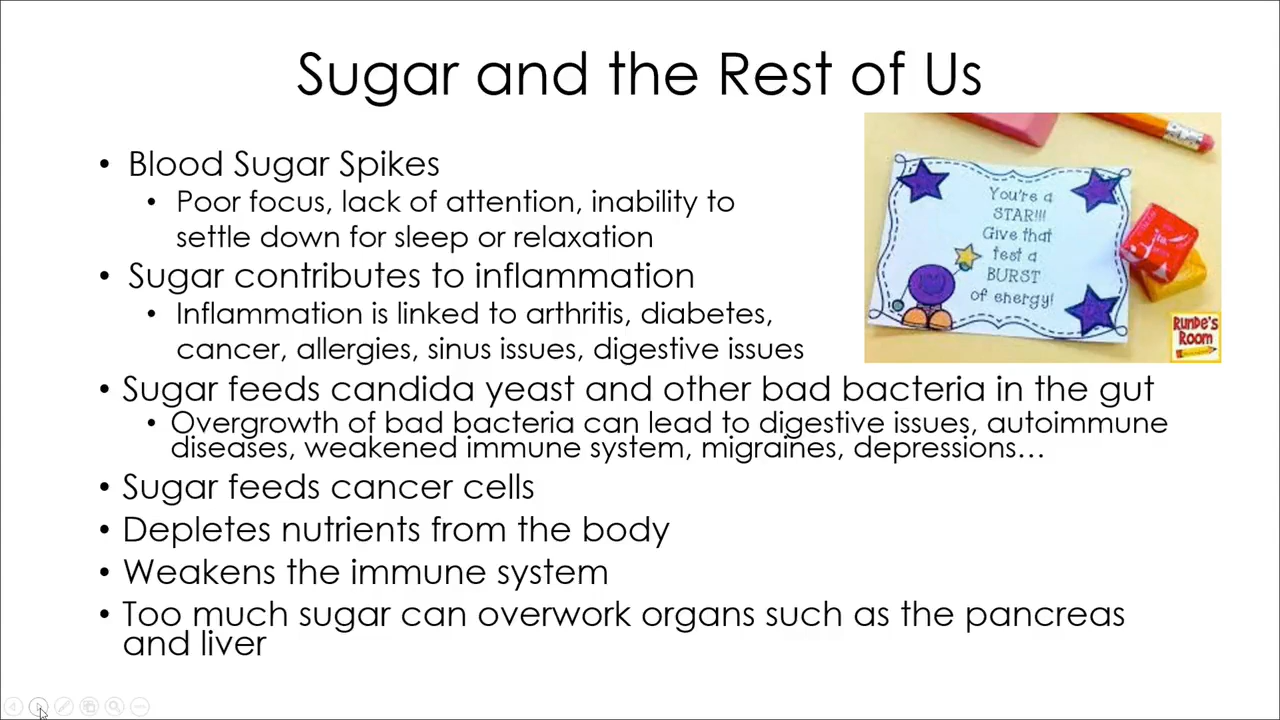 Sugar and the Rest of Us
• Blood Sugar Spikes
• Poor focus, lack of attention, inability to
settle down for sleep or relaxation
• Sugar contributes to inflammation
• Inflammation is linked to arthritis, diabetes,
cancer, allergies, sinus issues, digestive issues
You're a
STAR!!!
Give that
test a
BURST
of energy!
RUNDE'S
ROOM
• Sugar feeds candida yeast and other bad bacteria in the gut
• Overgrowth of bad bacteria can lead to digestive issues, autoimmune
diseases, weakened immune system, migraines, depressions…
• Sugar feeds cancer cells
• Depletes nutrients from the body
• Weakens the immune system
• Too much sugar can overwork organs such as the pancreas
and liver